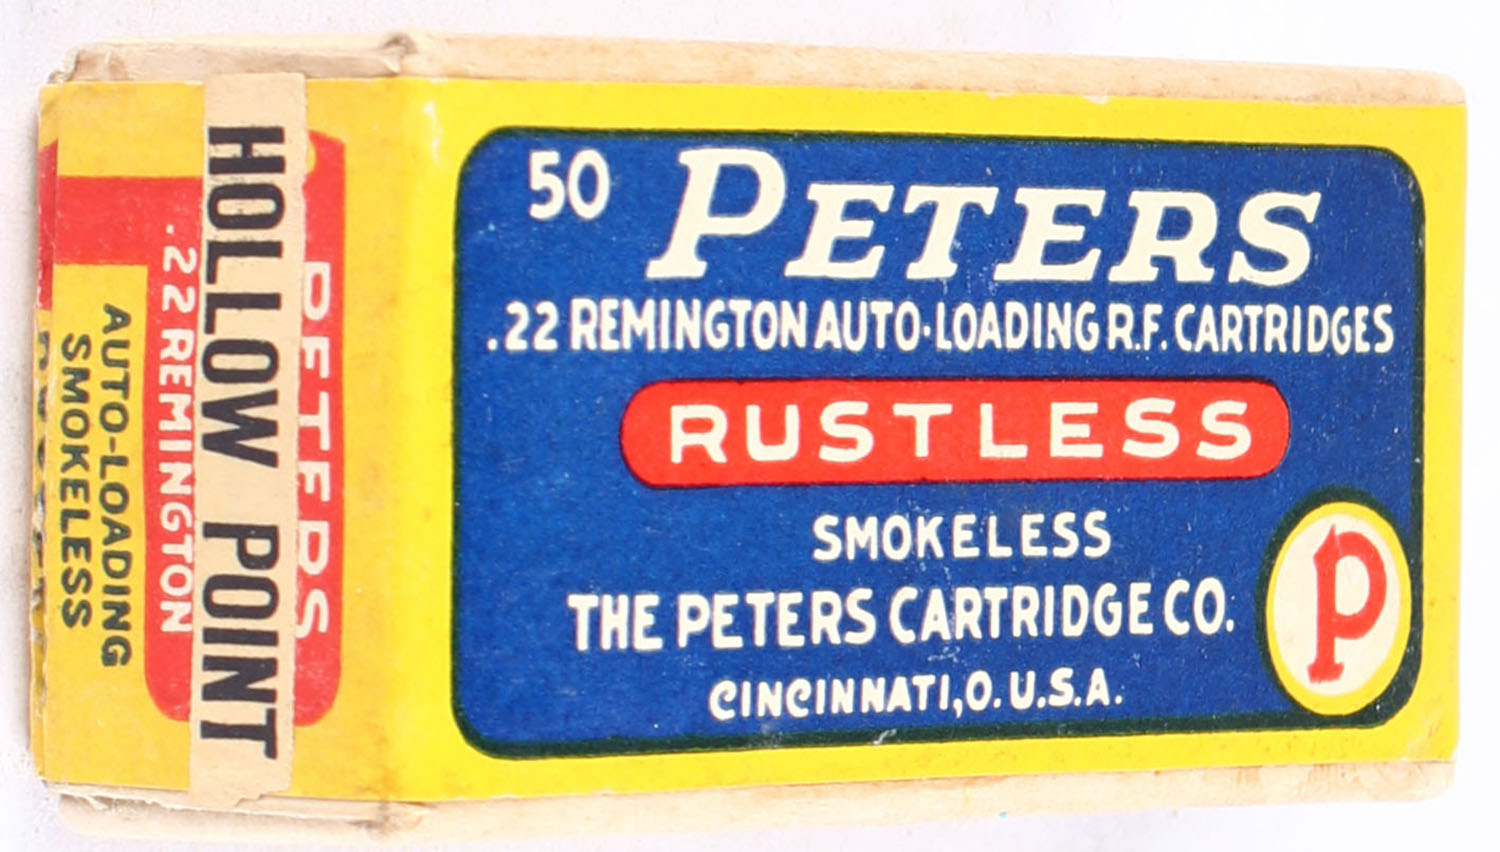 50 PETERS
.22 REMINGTON AUTO-LOADING R.F. CARTRIDGES
RUSTLESS
SMOKELESS
THE PETERS CARTRIDGE CO.
CINCINNATI, O. U.S.A.
P
PETERS
HOLLOW POINT
.22 REMINGTON
AUTO-LOADING
SMOKELESS